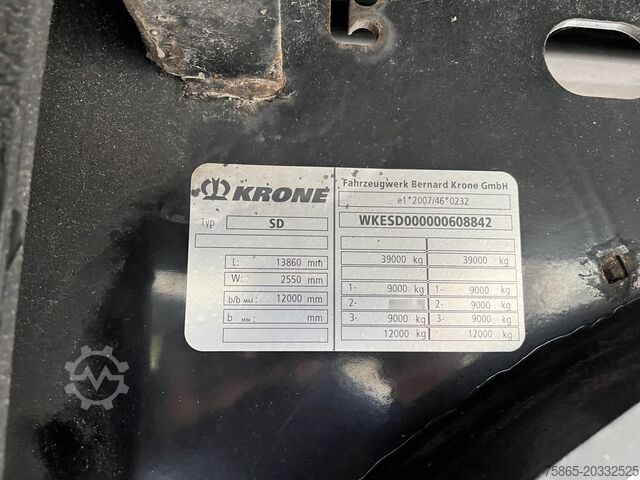 KRONE
Typ SD
L: 13860 mm
W: 2550 mm
b/b MAX.: 12000 mm
b MIN.: mm
Fahrzeugwerk Bernard Krone GmbH
e1*2007/46*0232
WKESD000000608842
39000 kg 39000 kg
1- 9000 kg 1- 9000 kg
2- kg 2- 9000 kg
3- 9000 kg 3- 9000 kg
12000 kg 12000 kg
75865-20332525